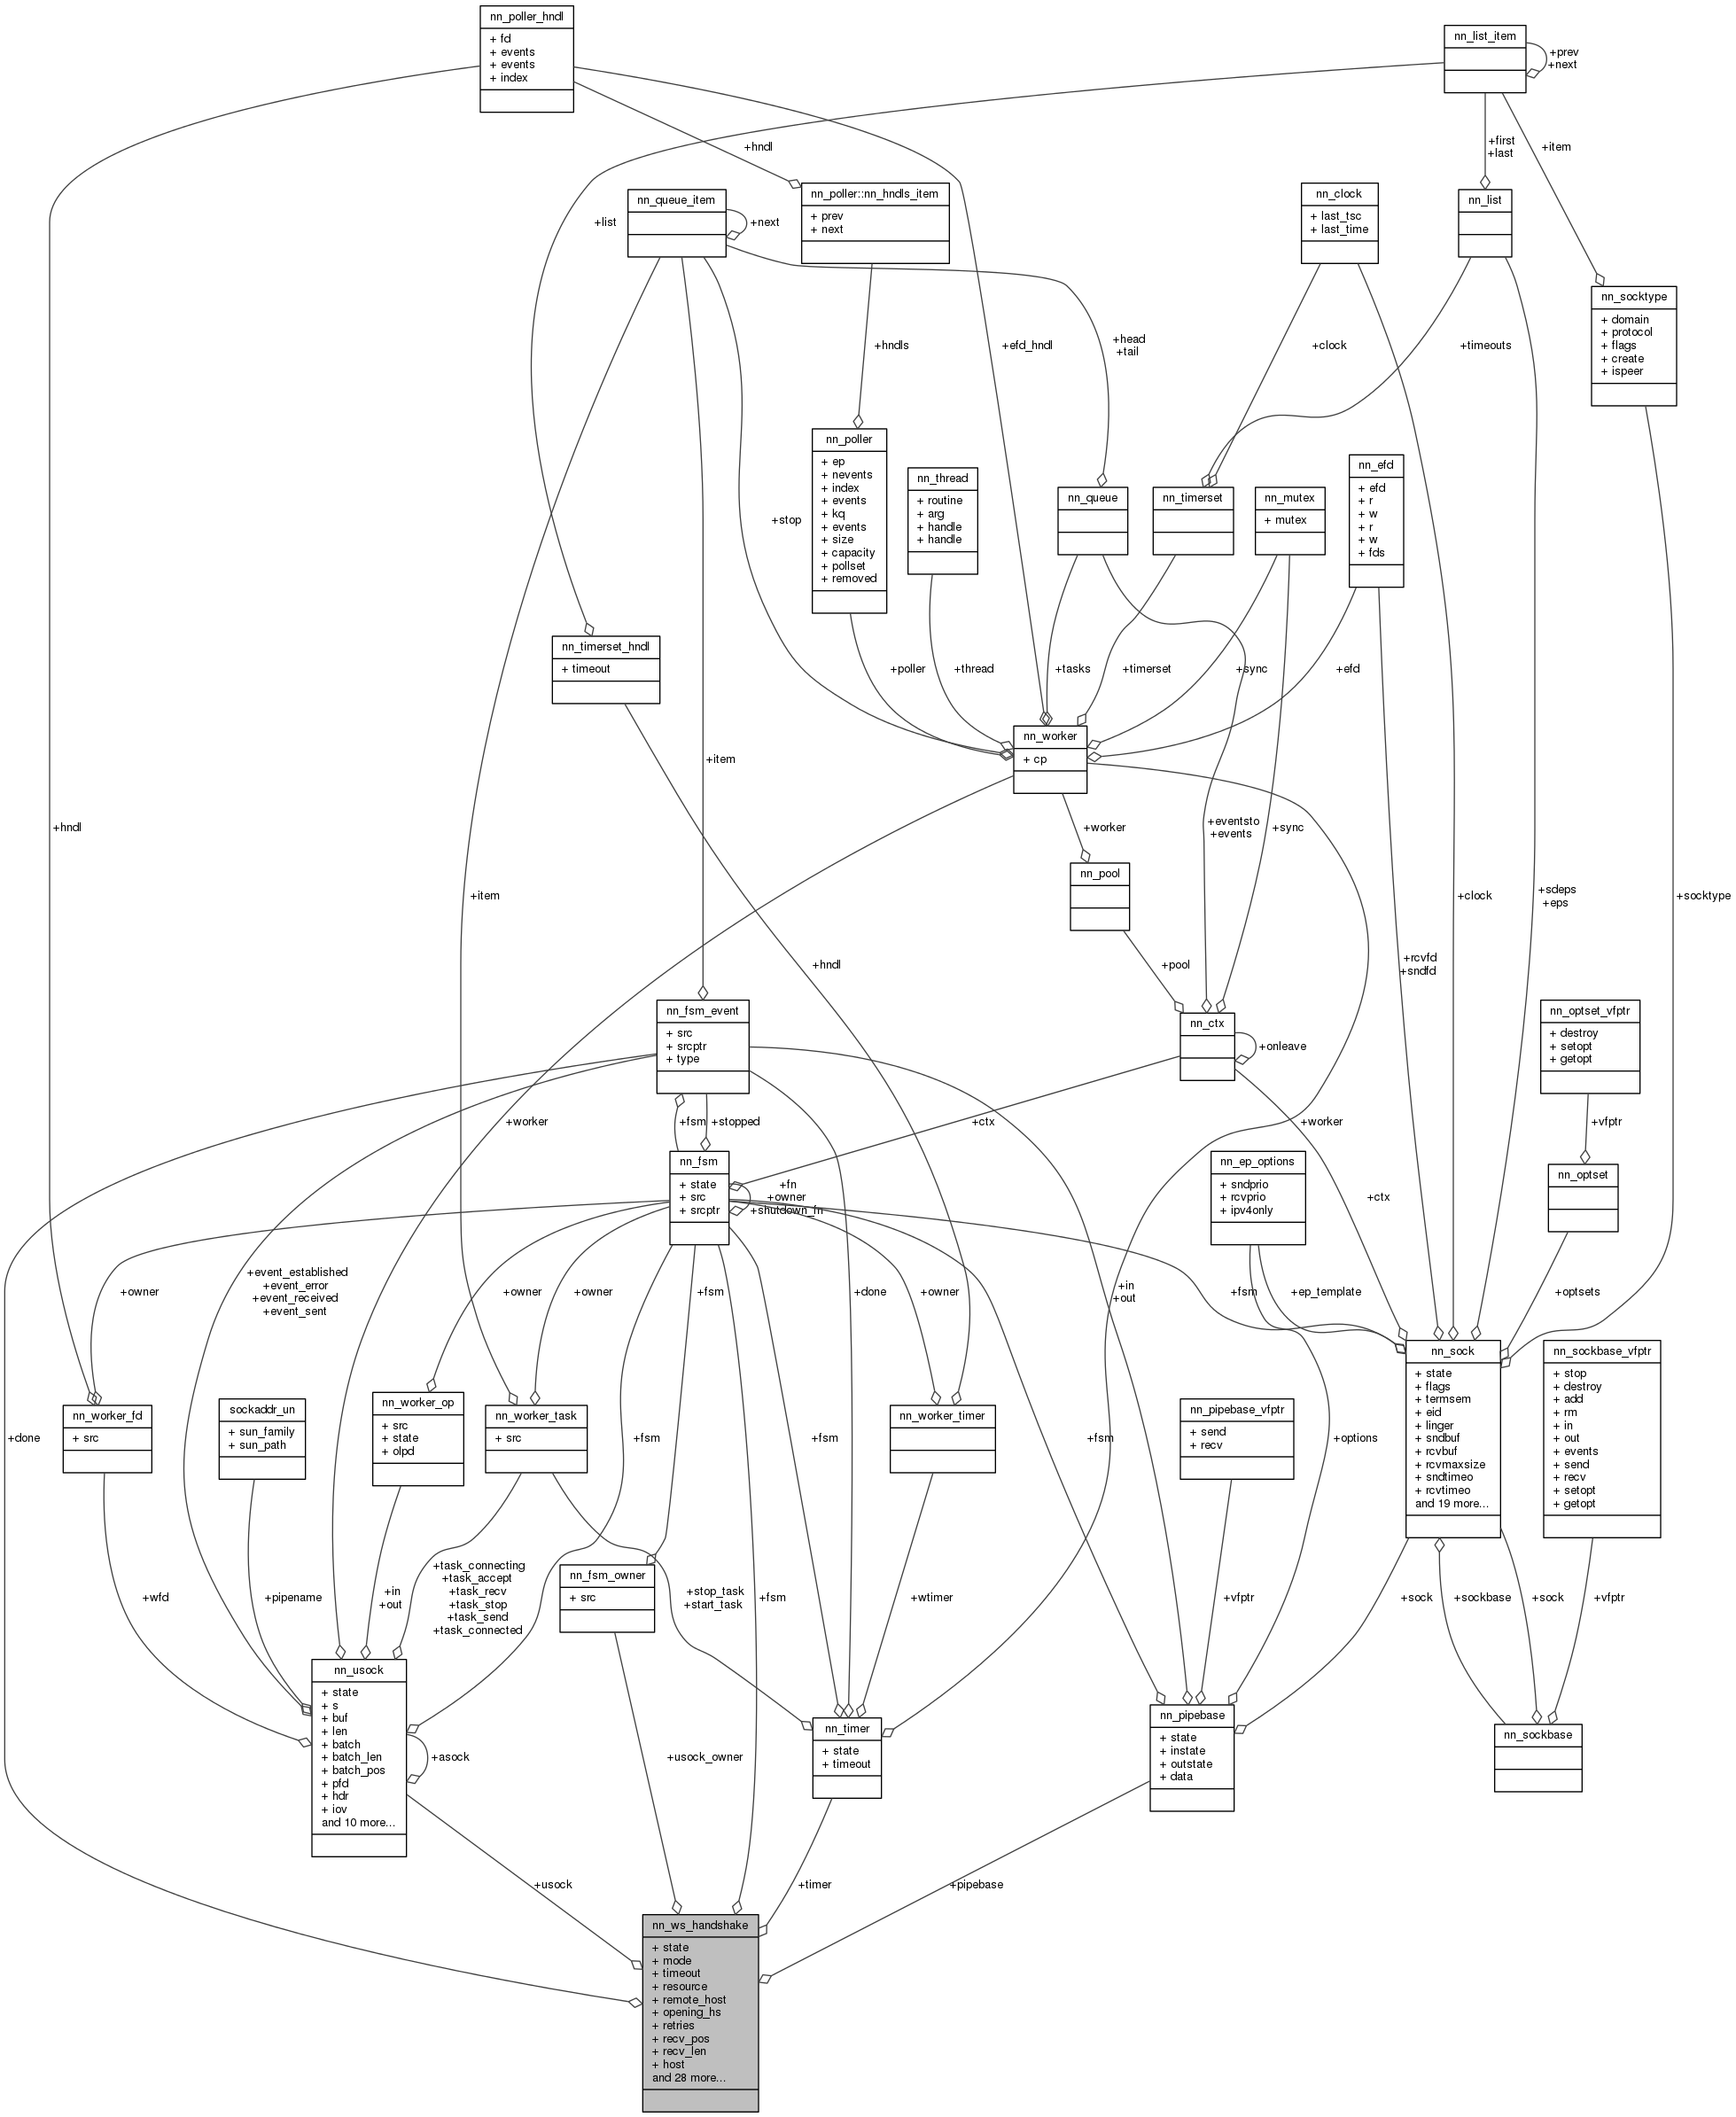 nn_poller_hndl
+ fd
+ events
+ events
+ index
nn_list_item
+prev
+next
+hndl
+first
+last
+item
nn_queue_item
+next
+list
nn_poller::nn_hndls_item
+ prev
+ next
nn_clock
+ last_tsc
+ last_time
nn_list
nn_socktype
+ domain
+ protocol
+ flags
+ create
+ ispeer
+hndls
+efd_hndl
+head
+tail
+clock
+timeouts
nn_poller
+ ep
+ nevents
+ index
+ events
+ kq
+ events
+ size
+ capacity
+ pollset
+ removed
nn_thread
+ routine
+ arg
+ handle
+ handle
nn_queue
nn_timerset
nn_mutex
+ mutex
nn_efd
+ efd
+ r
+ w
+ r
+ w
+ fds
+stop
nn_timerset_hndl
+ timeout
+poller
+thread
+tasks
+timerset
+sync
+efd
nn_worker
+ cp
+item
+hndl
+worker
+eventsto
+events
+sync
nn_pool
+item
+clock
+sdeps
+eps
+socktype
+hndl
+pool
+rcvfd
+sndfd
nn_fsm_event
+ src
+ srcptr
+ type
nn_ctx
+onleave
nn_optset_vfptr
+ destroy
+ setopt
+ getopt
+worker
+fsm
+stopped
+ctx
+worker
+vfptr
nn_fsm
+ state
+ src
+ srcptr
+fn
+owner
+shutdown_fn
nn_ep_options
+ sndprio
+ rcvprio
+ ipv4only
+ctx
nn_optset
+event_established
+event_error
+event_received
+event_sent
+owner
+owner
+owner
+fsm
+done
+owner
+in
+out
+fsm
+ep_template
+optsets
nn_worker_fd
+ src
sockaddr_un
+ sun_family
+ sun_path
nn_worker_op
+ src
+ state
+ olpd
nn_worker_task
+ src
nn_worker_timer
nn_pipebase_vfptr
+ send
+ recv
nn_sock
+ state
+ flags
+ termsem
+ eid
+ linger
+ sndbuf
+ rcvbuf
+ rcvmaxsize
+ sndtimeo
+ rcvtimeo
and 19 more...
nn_sockbase_vfptr
+ stop
+ destroy
+ add
+ rm
+ in
+ out
+ events
+ send
+ recv
+ setopt
+ getopt
+done
+fsm
+fsm
+fsm
+options
+wfd
+pipename
+in
+out
+task_connecting
+task_accept
+task_recv
+task_stop
+task_send
+task_connected
nn_fsm_owner
+ src
+stop_task
+start_task
+fsm
+wtimer
+vfptr
+sock
+sockbase
+sock
+vfptr
nn_usock
+ state
+ s
+ buf
+ len
+ batch
+ batch_len
+ batch_pos
+ pfd
+ hdr
+ iov
and 10 more...
+asock
+usock_owner
nn_timer
+ state
+ timeout
nn_pipebase
+ state
+ instate
+ outstate
+ data
nn_sockbase
+usock
+timer
+pipebase
nn_ws_handshake
+ state
+ mode
+ timeout
+ resource
+ remote_host
+ opening_hs
+ retries
+ recv_pos
+ recv_len
+ host
and 28 more...